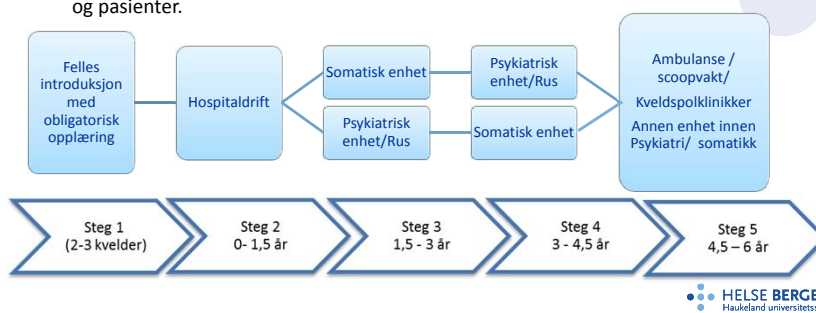 og pasienter.
Felles
introduksjon
med
obligatorisk
opplæring
Hospitaldrift
Somatisk enhet
Psykiatrisk
enhet/Rus
Psykiatrisk
enhet/Rus
Somatisk enhet
Ambulanse /
scoopvakt/
Kveldspolklinikker
Annen enhet innen
Psykiatri/ somatikk
Steg 1
(2-3 kvelder)
Steg 2
0- 1,5 år
Steg 3
1,5 - 3 år
Steg 4
3 - 4,5 år
Steg 5
4,5 – 6 år
HELSE BERGE
Haukeland universitetss